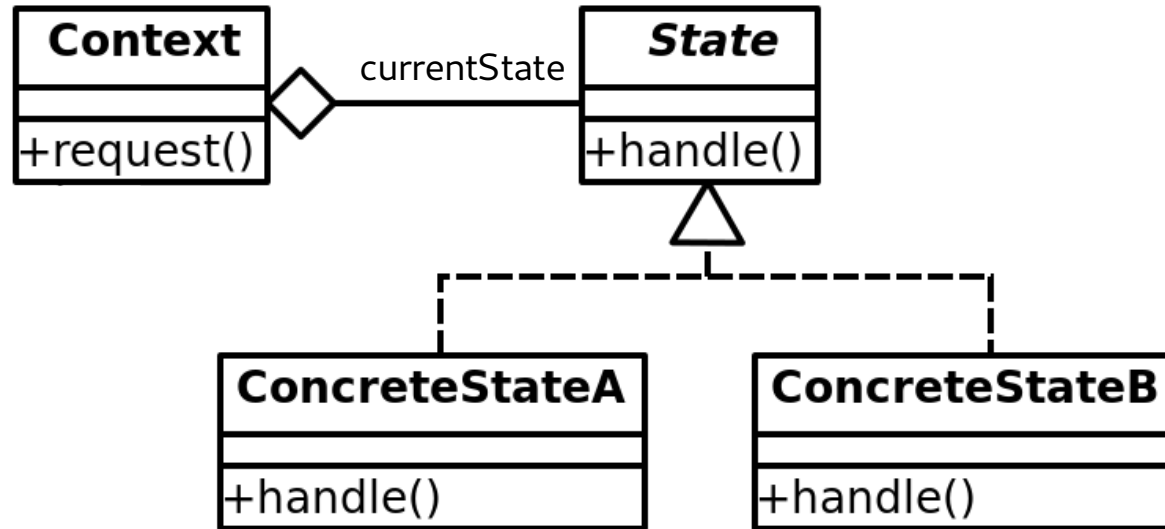 Context
State
currentState
+request()
+handle()
ConcreteStateA
ConcreteStateB
+handle()
+handle()